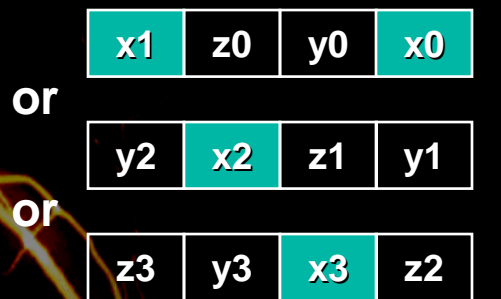 x1 z0 y0 x0
or
y2 x2 z1 y1
or
z3 y3 x3 z2